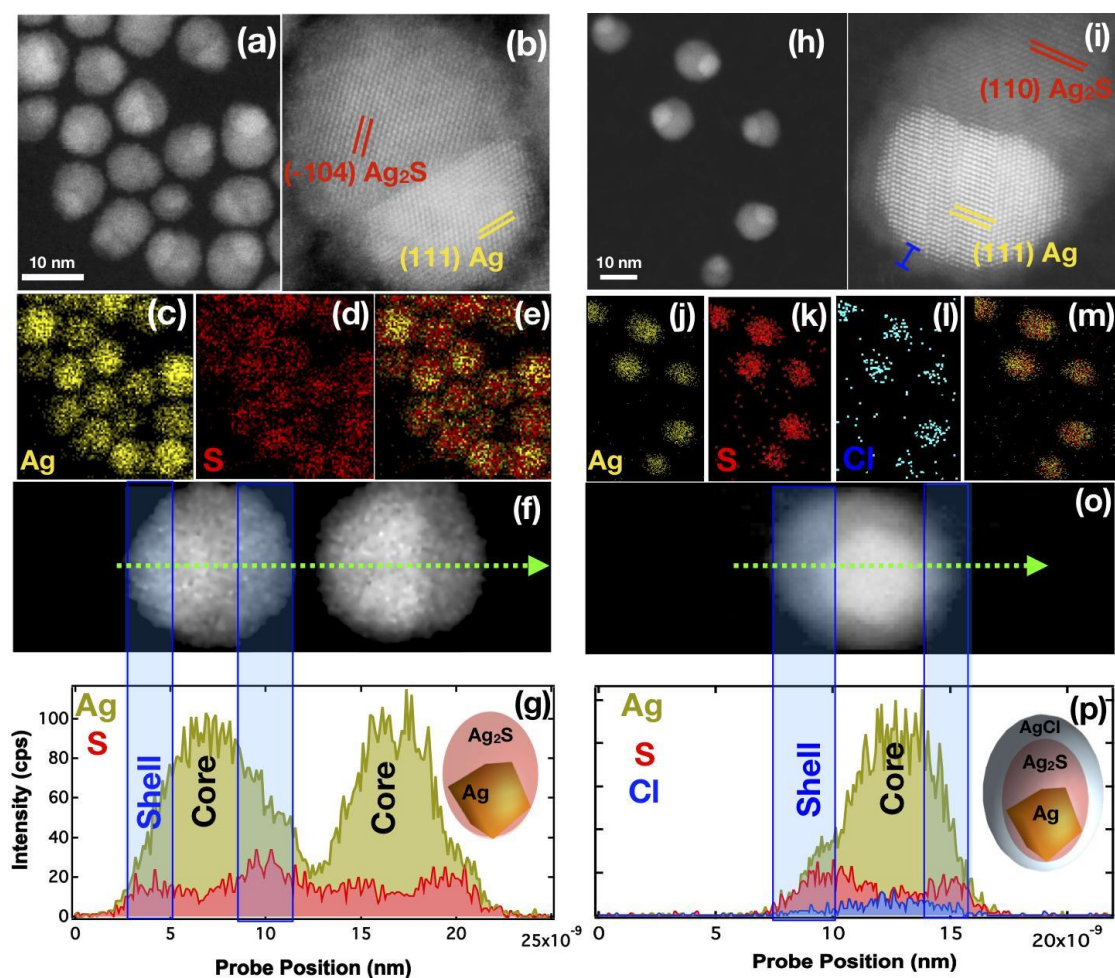 (a)
10 nm
(b)
(-104) Ag₂S
(111) Ag
(h)
10 nm
(i)
(110) Ag₂S
(111) Ag
(c)
Ag
(d)
S
(e)
(j)
Ag
(k)
S
(l)
Cl
(m)
(f)
(o)
(g)
Ag
S
Shell
Core
Core
Ag₂S
Ag
Intensity (cps)
100
80
60
40
20
0
0 5 10 15 20 25x10⁻⁹
Probe Position (nm)
(p)
Ag
S
Cl
Shell
Core
AgCl
Ag₂S
Ag
0 5 10 15 20x10⁻⁹
Probe Position (nm)